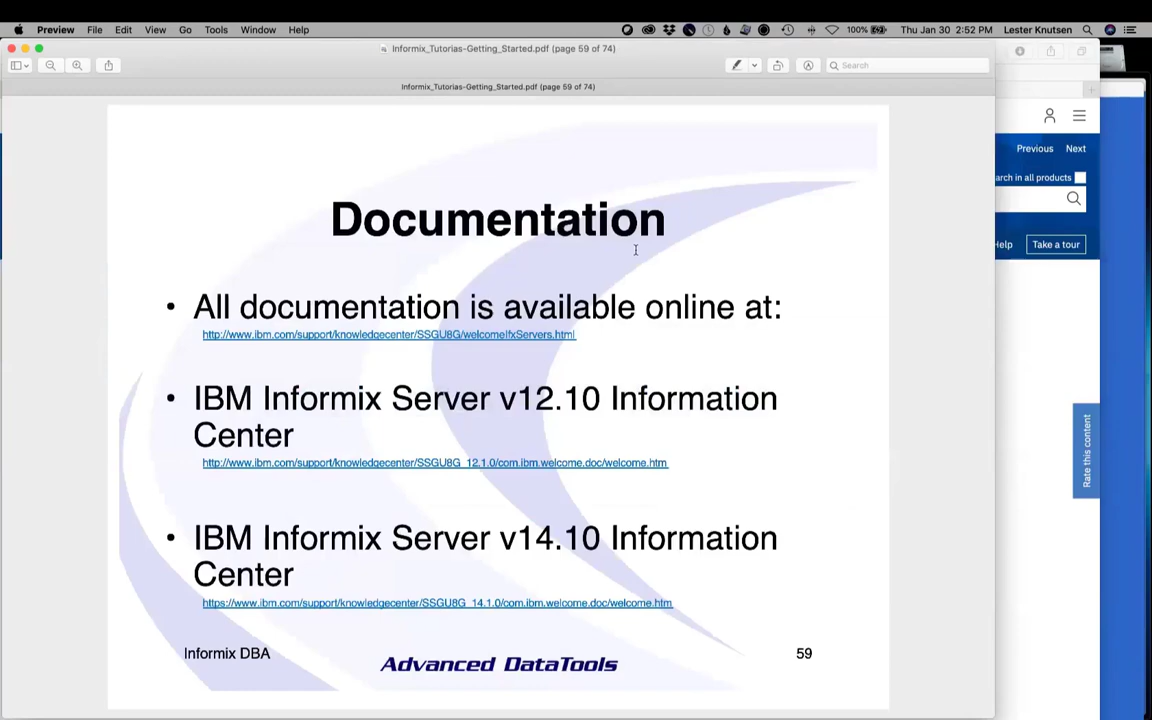 Preview File Edit View Go Tools Window Help 100% Thu Jan 30 2:52 PM Lester Knutsen
Informix_Tutorias-Getting_Started.pdf (page 59 of 74)
Search
Informix_Tutorias-Getting_Started.pdf (page 59 of 74)
Previous Next
arch in all products
Help Take a tour
Rate this content
Documentation
• All documentation is available online at:
http://www.ibm.com/support/knowledgecenter/SSGU8G/welcomeIfxServers.html
• IBM Informix Server v12.10 Information
Center
http://www.ibm.com/support/knowledgecenter/SSGU8G_12.1.0/com.ibm.welcome.doc/welcome.htm
• IBM Informix Server v14.10 Information
Center
https://www.ibm.com/support/knowledgecenter/SSGU8G_14.1.0/com.ibm.welcome.doc/welcome.htm
Informix DBA
Advanced DataTools
59